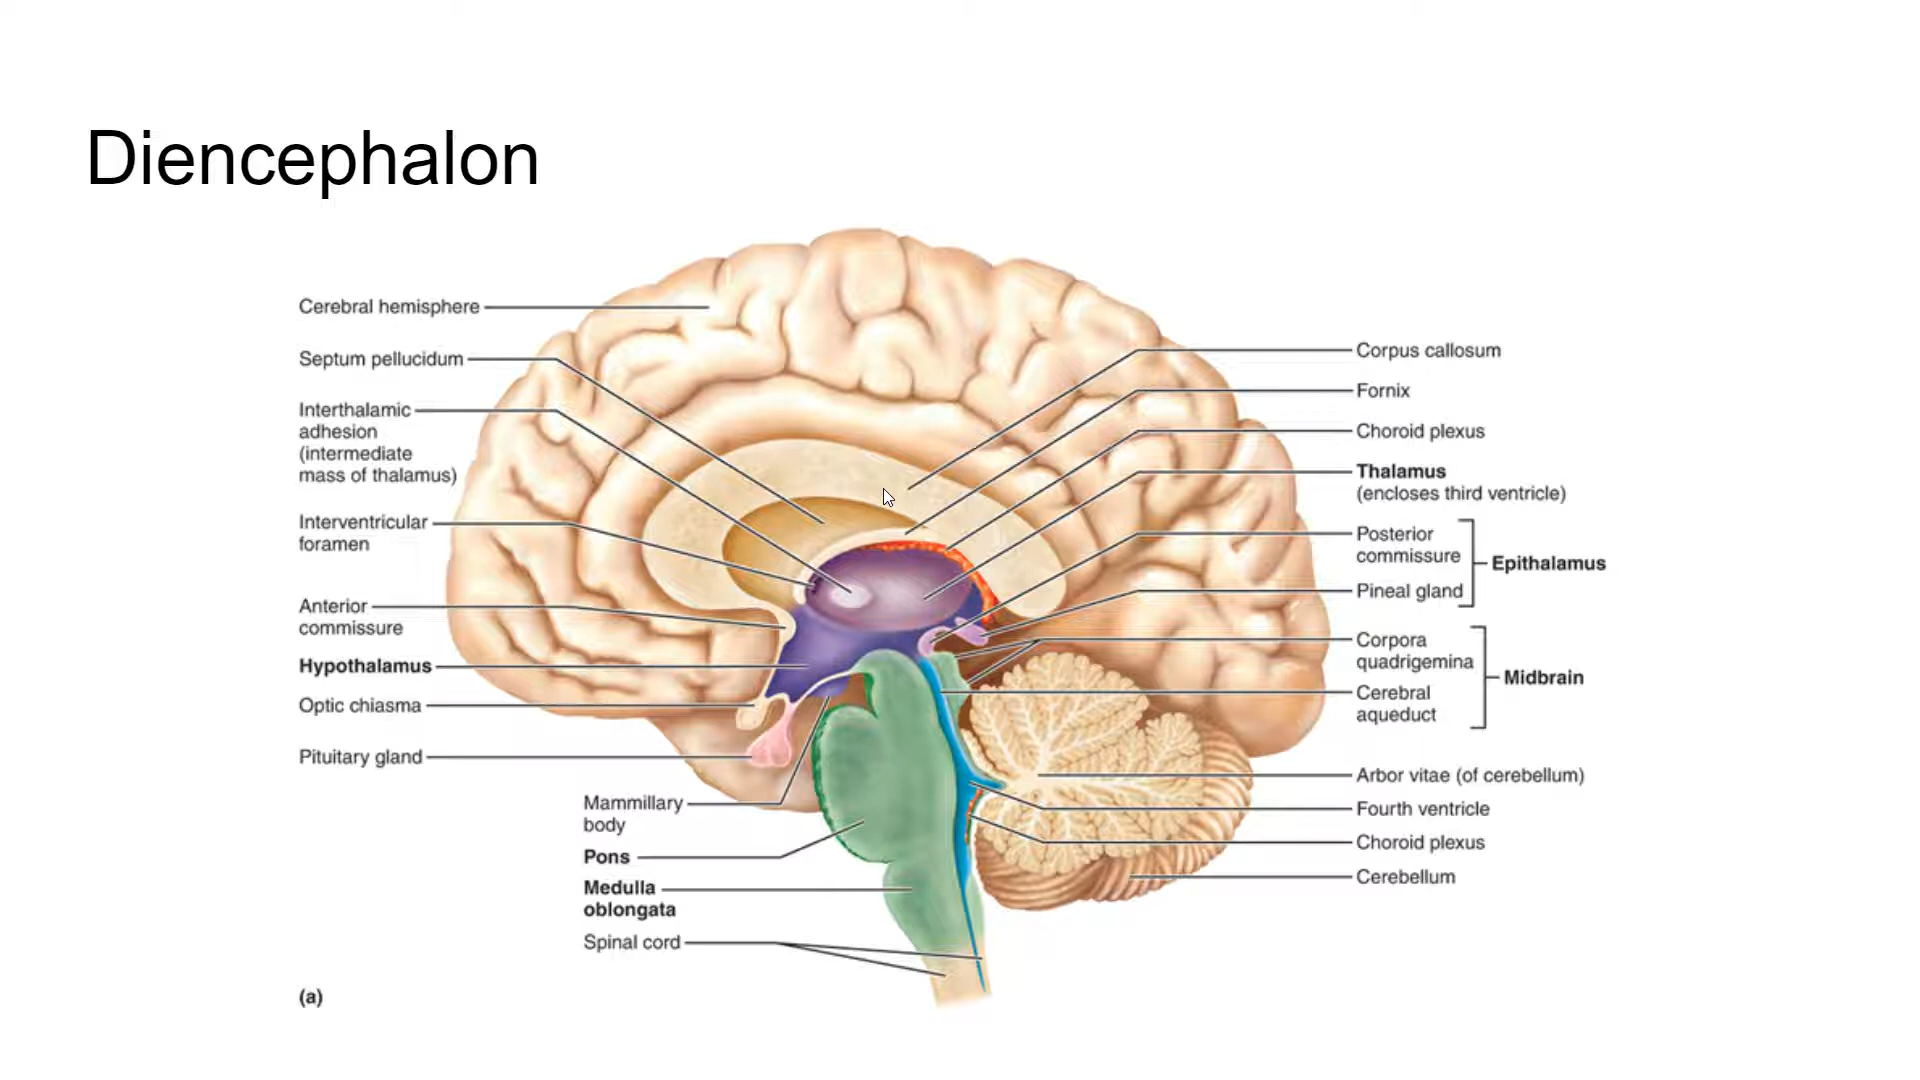 Diencephalon
Cerebral hemisphere
Septum pellucidum
Interthalamic
adhesion
(intermediate
mass of thalamus)
Interventricular
foramen
Anterior
commissure
Hypothalamus
Optic chiasma
Pituitary gland
Mammillary
body
Pons
Medulla
oblongata
Spinal cord
(a)
Corpus callosum
Fornix
Choroid plexus
Thalamus
(encloses third ventricle)
Posterior
commissure
Pineal gland
Epithalamus
Corpora
quadrigemina
Cerebral
aqueduct
Midbrain
Arbor vitae (of cerebellum)
Fourth ventricle
Choroid plexus
Cerebellum